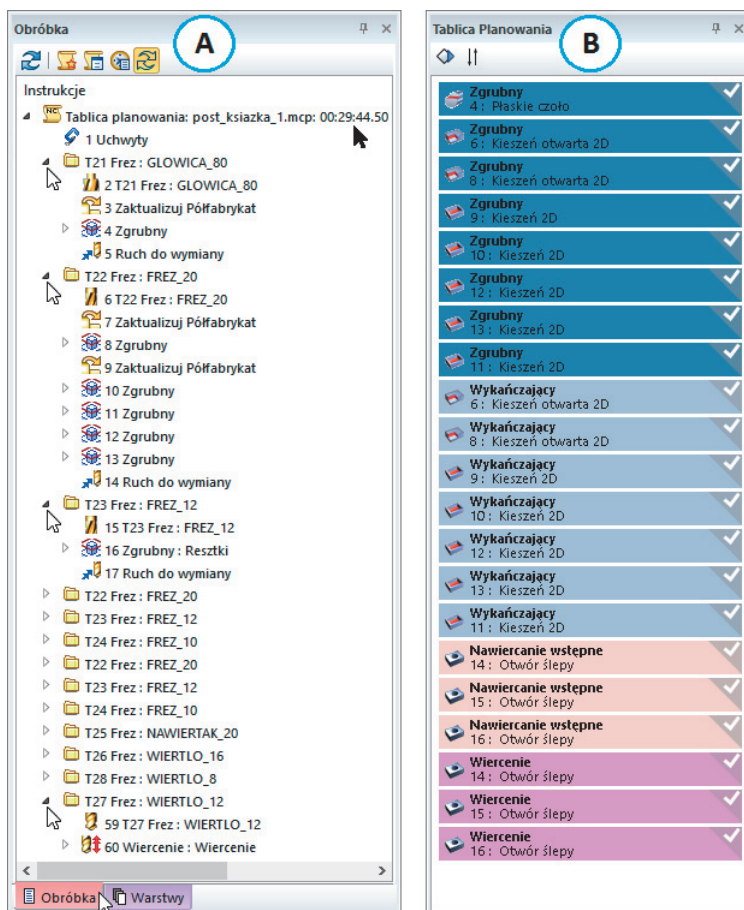 Obróbka
A
Instrukcje
Tablica planowania: post_ksiazka_1.mcp: 00:29:44.50
1 Uchwyty
T21 Frez : GLOWICA_80
2 T21 Frez : GLOWICA_80
3 Zaktualizuj Półfabrykat
4 Zgrubny
5 Ruch do wymiany
T22 Frez : FREZ_20
6 T22 Frez : FREZ_20
7 Zaktualizuj Półfabrykat
8 Zgrubny
9 Zaktualizuj Półfabrykat
10 Zgrubny
11 Zgrubny
12 Zgrubny
13 Zgrubny
14 Ruch do wymiany
T23 Frez : FREZ_12
15 T23 Frez : FREZ_12
16 Zgrubny : Resztki
17 Ruch do wymiany
T22 Frez : FREZ_20
T23 Frez : FREZ_12
T24 Frez : FREZ_10
T22 Frez : FREZ_20
T23 Frez : FREZ_12
T24 Frez : FREZ_10
T25 Frez : NAWIERTAK_20
T26 Frez : WIERTLO_16
T28 Frez : WIERTLO_8
T27 Frez : WIERTLO_12
59 T27 Frez : WIERTLO_12
60 Wiercenie : Wiercenie
Obróbka
Warstwy
Tablica Planowania
B
Zgrubny
4 : Płaskie czoło
Zgrubny
6 : Kieszeń otwarta 2D
Zgrubny
8 : Kieszeń otwarta 2D
Zgrubny
9 : Kieszeń 2D
Zgrubny
10 : Kieszeń 2D
Zgrubny
12 : Kieszeń 2D
Zgrubny
13 : Kieszeń 2D
Zgrubny
11 : Kieszeń 2D
Wykańczający
6 : Kieszeń otwarta 2D
Wykańczający
8 : Kieszeń otwarta 2D
Wykańczający
9 : Kieszeń 2D
Wykańczający
10 : Kieszeń 2D
Wykańczający
12 : Kieszeń 2D
Wykańczający
13 : Kieszeń 2D
Wykańczający
11 : Kieszeń 2D
Nawiercanie wstępne
14 : Otwór ślepy
Nawiercanie wstępne
15 : Otwór ślepy
Nawiercanie wstępne
16 : Otwór ślepy
Wiercenie
14 : Otwór ślepy
Wiercenie
15 : Otwór ślepy
Wiercenie
16 : Otwór ślepy